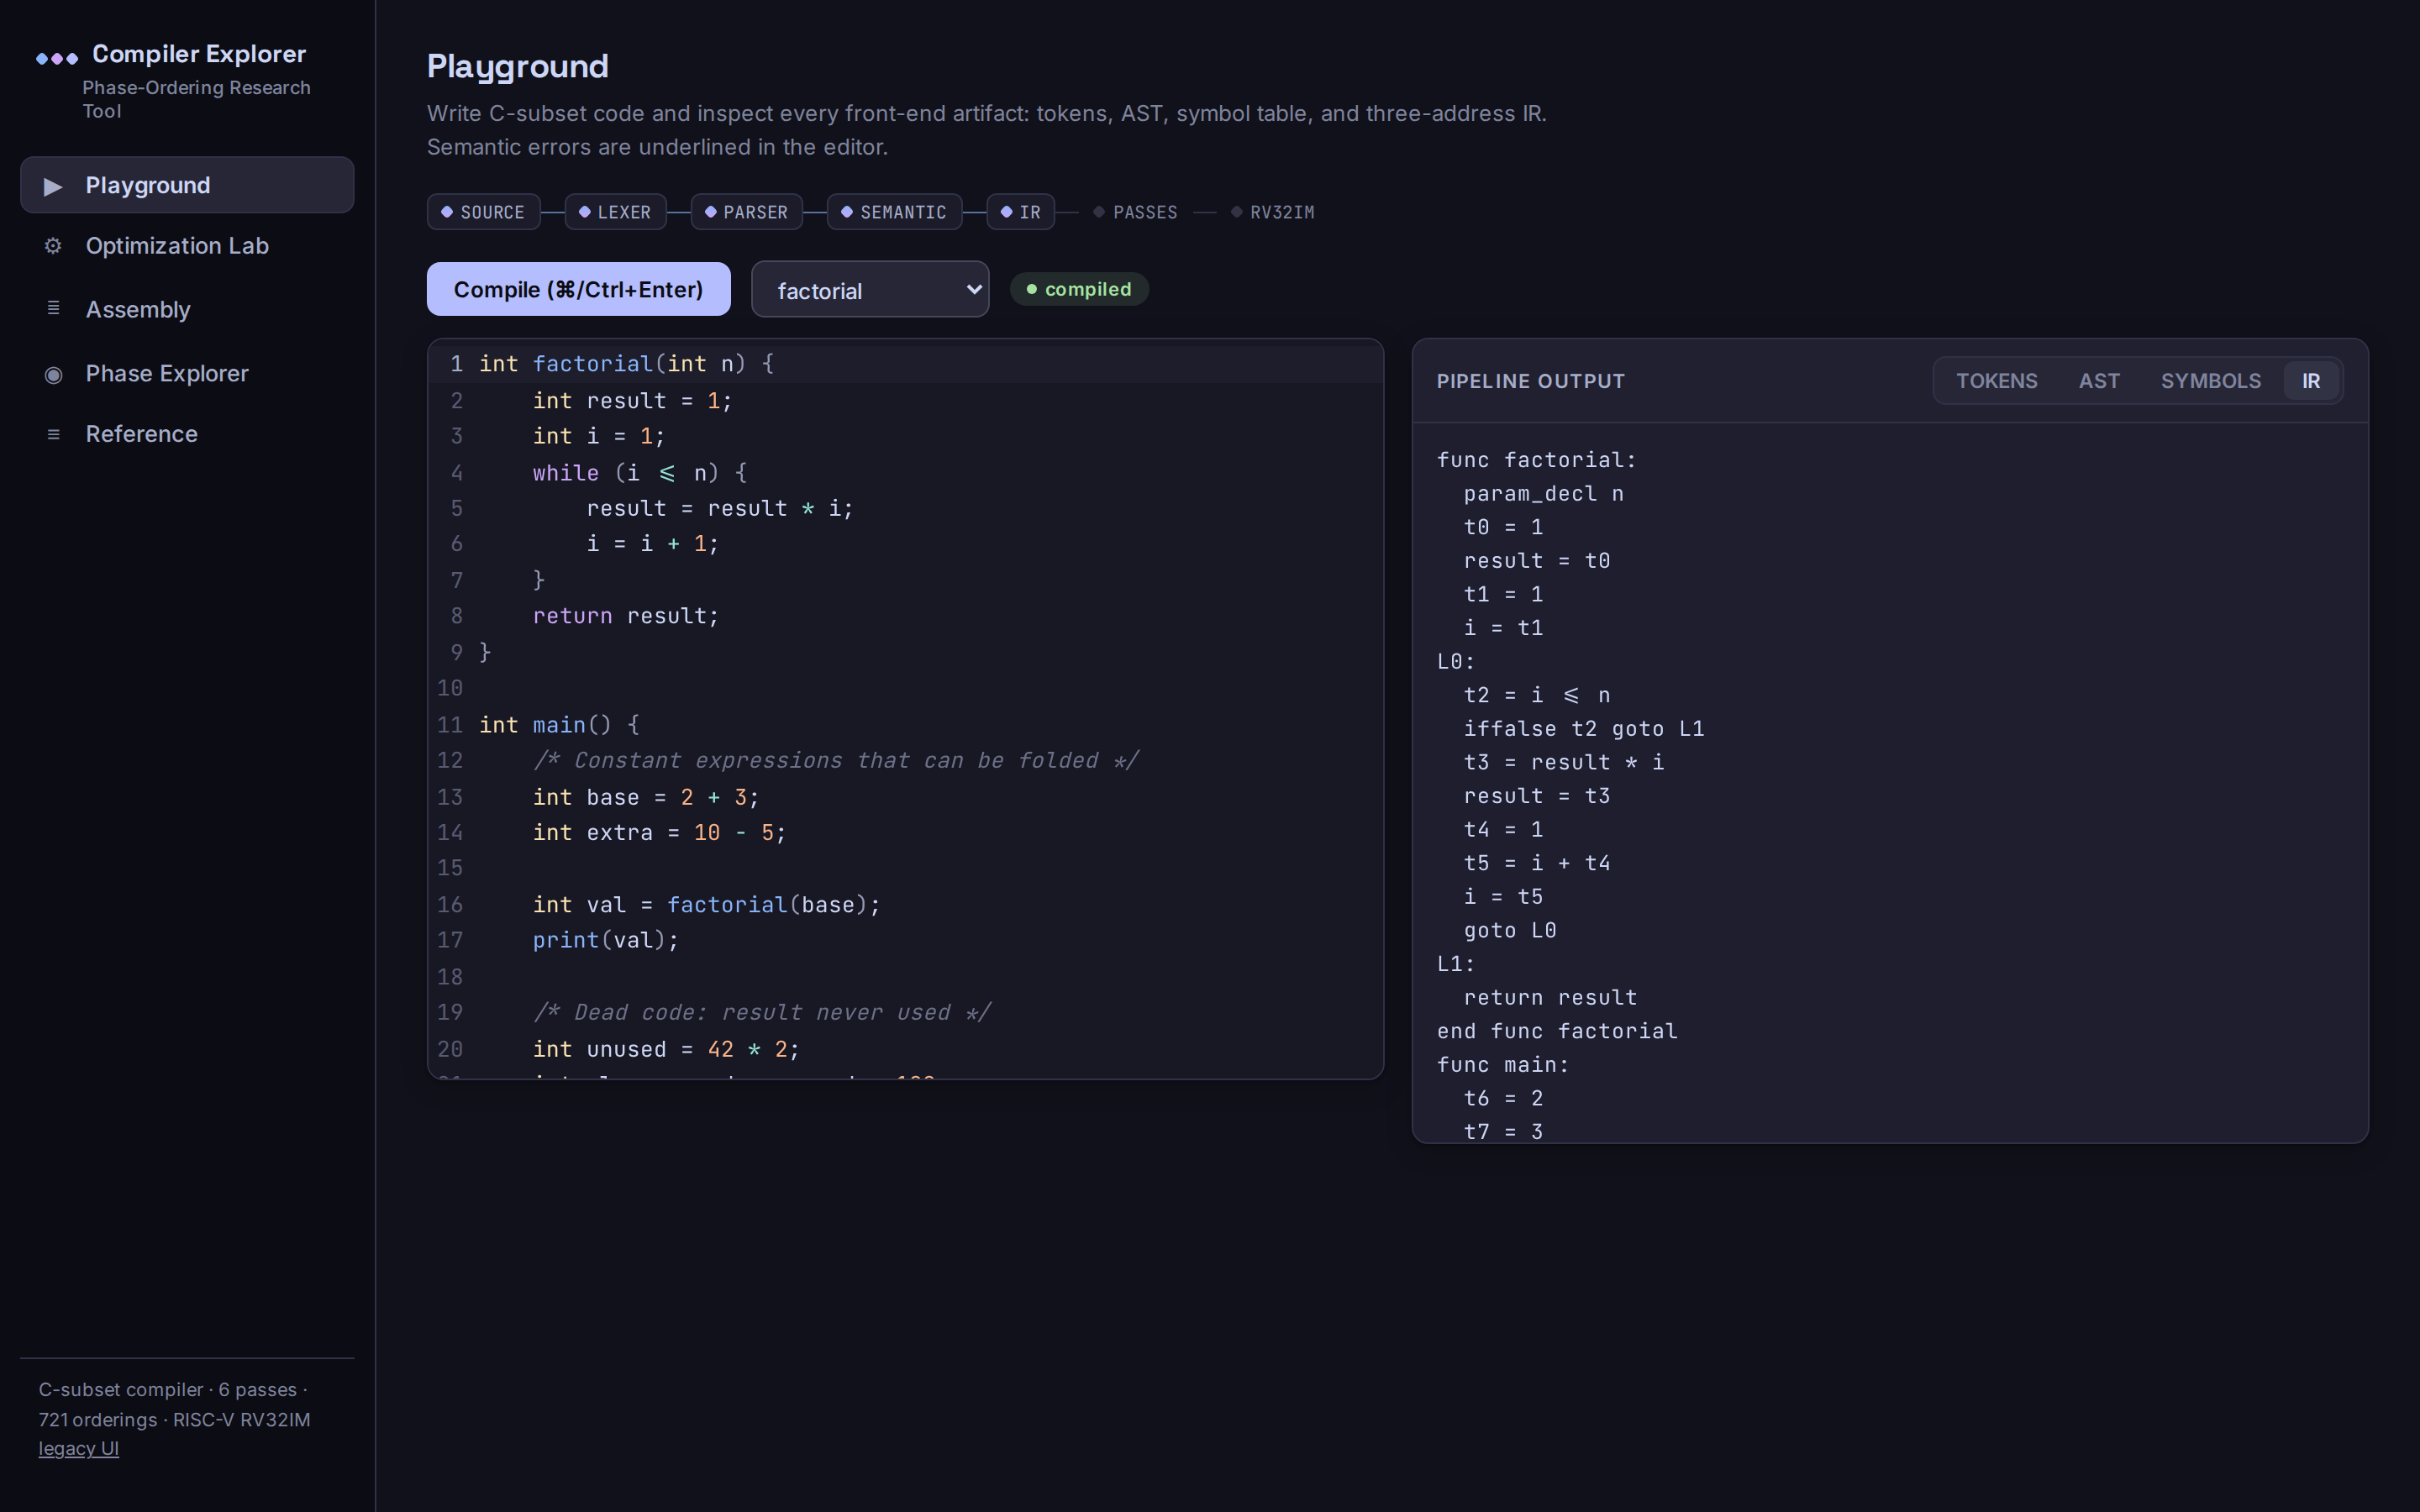 Compiler Explorer
Phase-Ordering Research
Tool
Playground
Optimization Lab
Assembly
Phase Explorer
Reference
C-subset compiler · 6 passes ·
721 orderings · RISC-V RV32IM
legacy UI
Playground
Write C-subset code and inspect every front-end artifact: tokens, AST, symbol table, and three-address IR.
Semantic errors are underlined in the editor.
SOURCE LEXER PARSER SEMANTIC IR PASSES RV32IM
Compile (⌘/Ctrl+Enter) factorial compiled
1 int factorial(int n) {
2     int result = 1;
3     int i = 1;
4     while (i <= n) {
5         result = result * i;
6         i = i + 1;
7     }
8     return result;
9 }
10
11 int main() {
12     /* Constant expressions that can be folded */
13     int base = 2 + 3;
14     int extra = 10 - 5;
15
16     int val = factorial(base);
17     print(val);
18
19     /* Dead code: result never used */
20     int unused = 42 * 2;
PIPELINE OUTPUT TOKENS AST SYMBOLS IR
func factorial:
  param_decl n
  t0 = 1
  result = t0
  t1 = 1
  i = t1
L0:
  t2 = i <= n
  iffalse t2 goto L1
  t3 = result * i
  result = t3
  t4 = 1
  t5 = i + t4
  i = t5
  goto L0
L1:
  return result
end func factorial
func main:
  t6 = 2
  t7 = 3